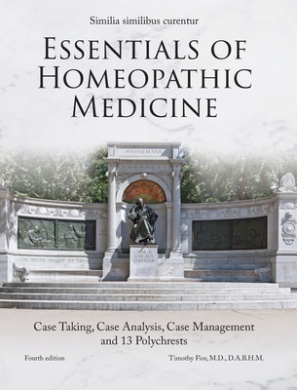 Similia similibus curentur
ESSENTIALS OF
HOMEOPATHIC
MEDICINE
Case Taking, Case Analysis, Case Management
and 13 Polychrests
Fourth edition
Timothy Fior, M.D., D.A.B.H.M.